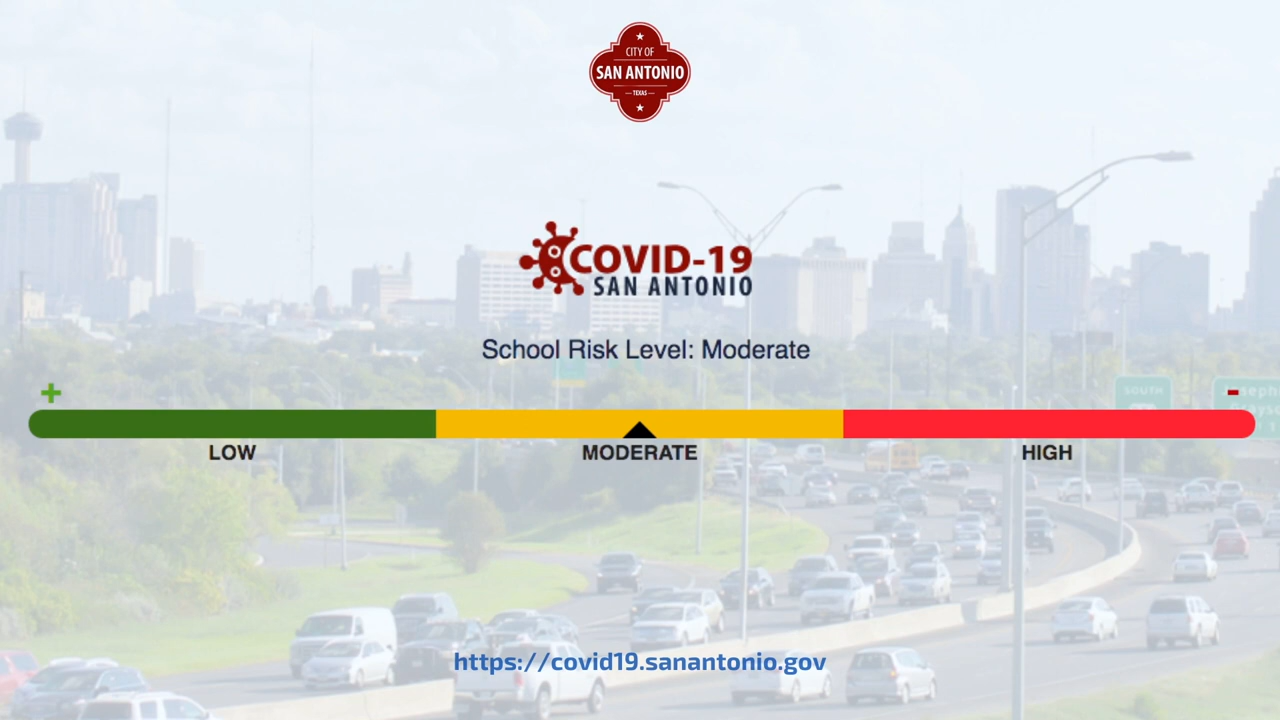 CITY OF
SAN ANTONIO
TEXAS
COVID-19
SAN ANTONIO
School Risk Level: Moderate
+
-
SOUTH
LOW
MODERATE
HIGH
https://covid19.sanantonio.gov